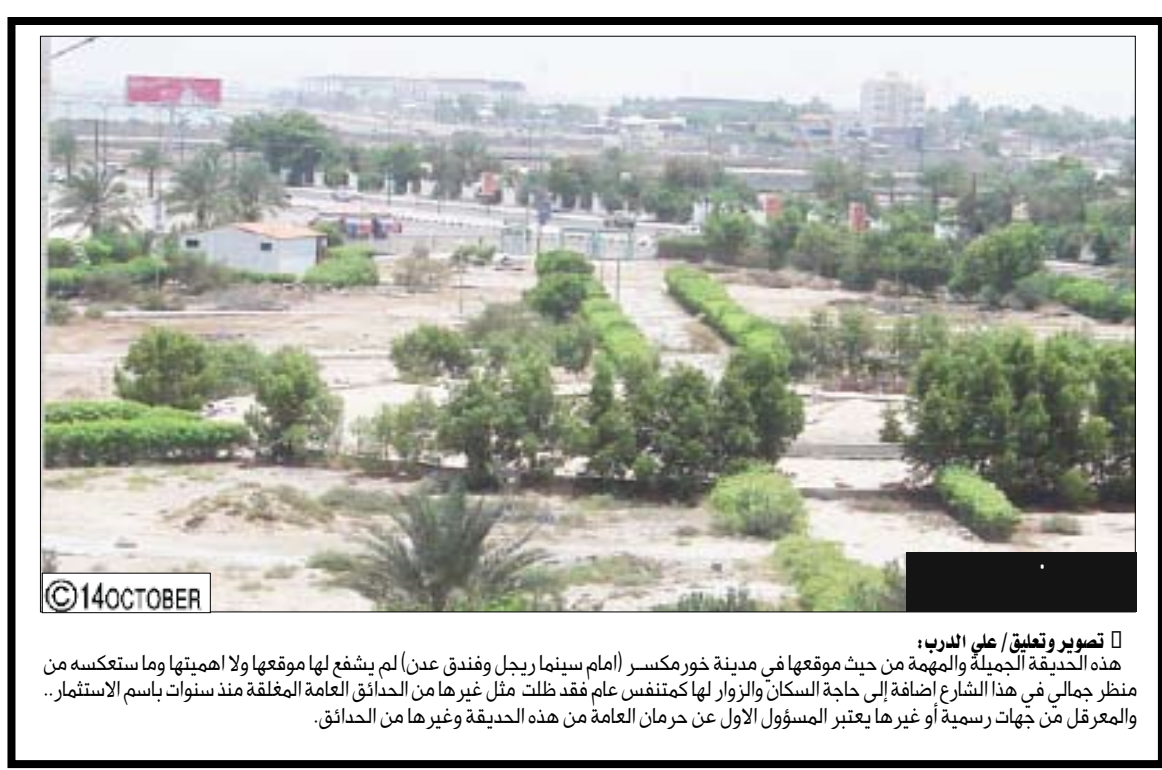 ©14OCTOBER
تصوير وتعليق/ علي الدرب:
هذه الحديقة الجميلة والمهمة من حيث موقعها في مدينة خورمكسر (امام سينما ريجل وفندق عدن) لم يشفع لها موقعها ولا اهميتها وما ستعكسه من
منظر جمالي في هذا الشارع اضافة إلى حاجة السكان والزوار لها كمتنفس عام فقد ظلت مثل غيرها من الحدائق العامة المغلقة منذ سنوات باسم الاستثمار..
والمعرقل من جهات رسمية أو غيرها يعتبر المسؤول الاول عن حرمان العامة من هذه الحديقة وغيرها من الحدائق.